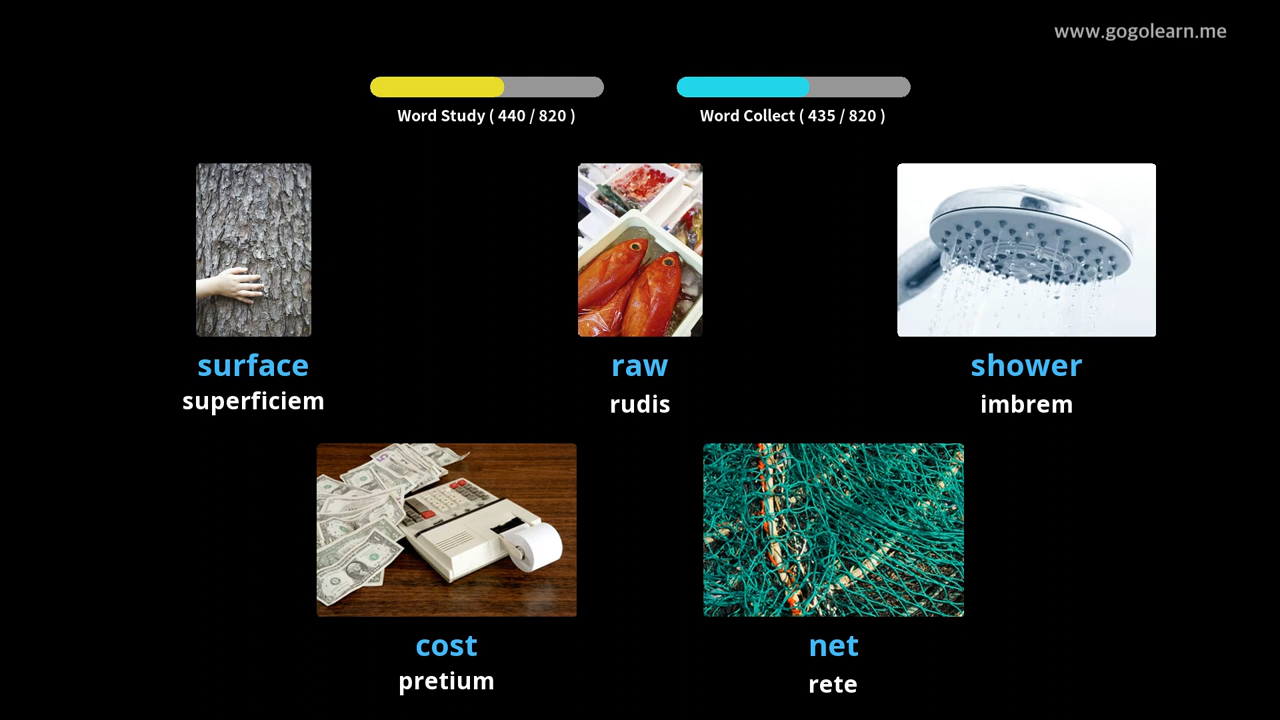 www.gogolearn.me
Word Study ( 440 / 820 )
Word Collect ( 435 / 820 )
surface
superficiem
raw
rudis
shower
imbrem
cost
pretium
net
rete